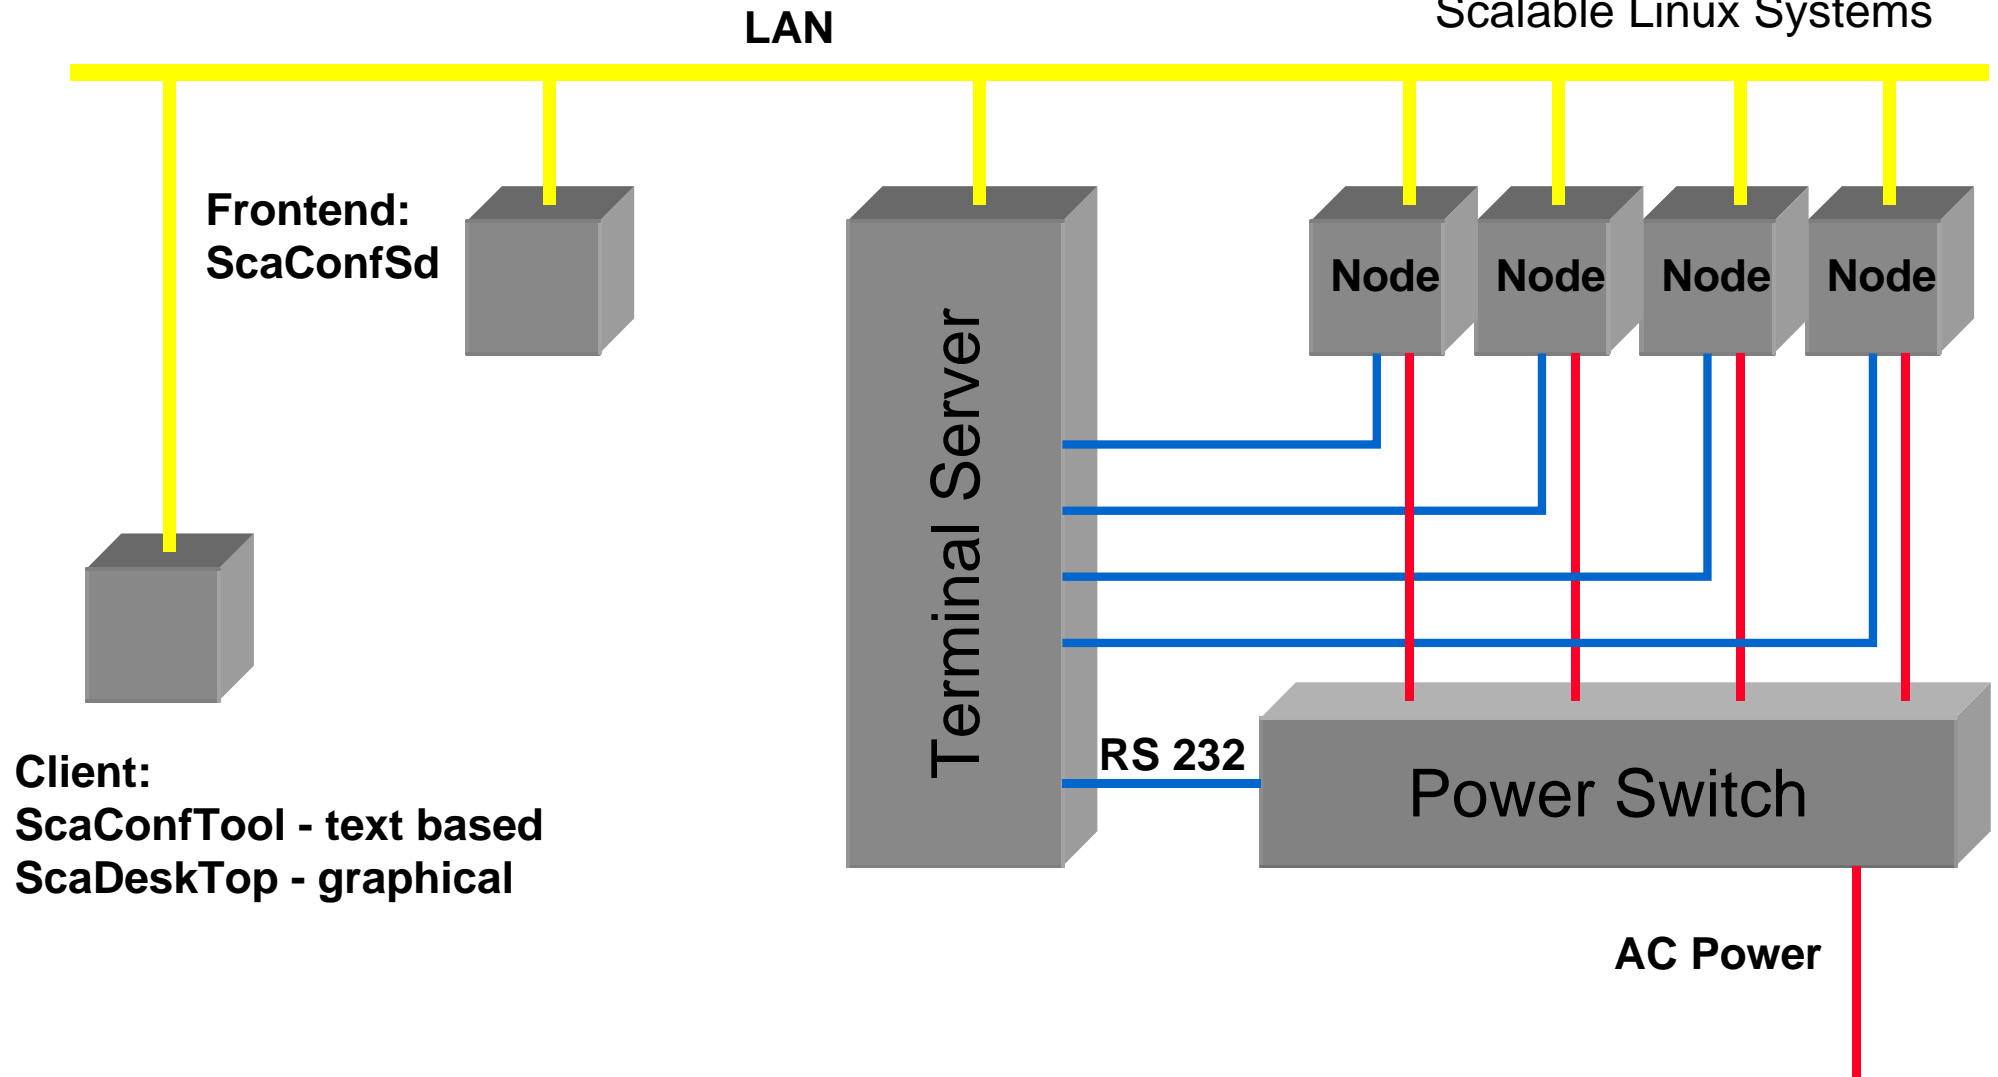 Scalable Linux Systems
LAN
Frontend:
ScaConfSd
Node Node Node Node
Terminal Server
RS 232
Power Switch
Client:
ScaConfTool - text based
ScaDeskTop - graphical
AC Power